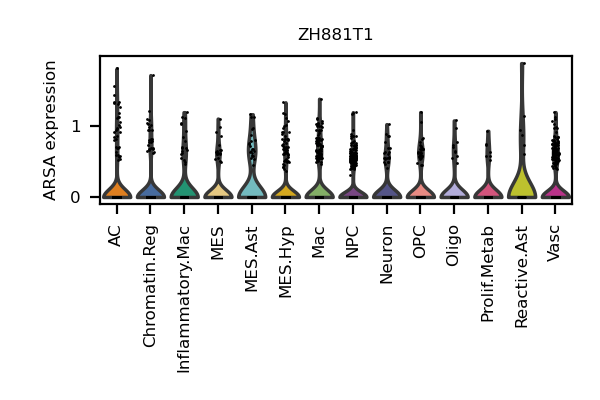 ZH881T1
ARSA expression
1
0
AC
Chromatin.Reg
Inflammatory.Mac
MES
MES.Ast
MES.Hyp
Mac
NPC
Neuron
OPC
Oligo
Prolif.Metab
Reactive.Ast
Vasc